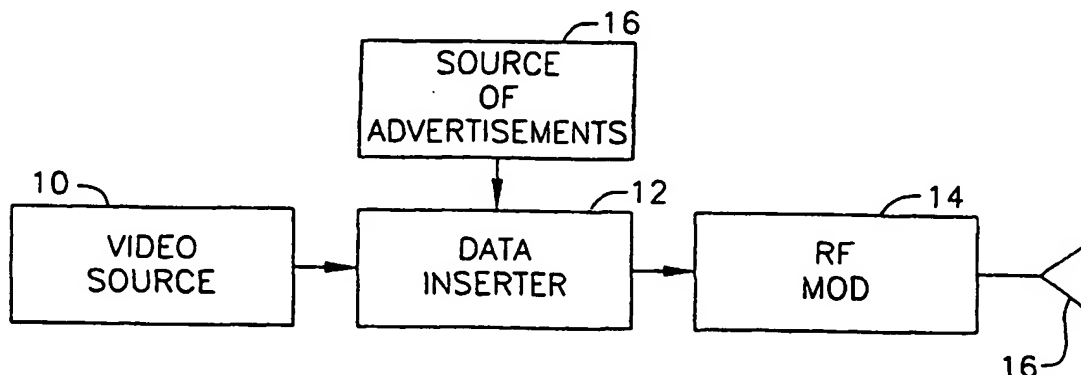 16
SOURCE
OF
ADVERTISEMENTS
10
VIDEO
SOURCE
12
DATA
INSERTER
14
RF
MOD
16